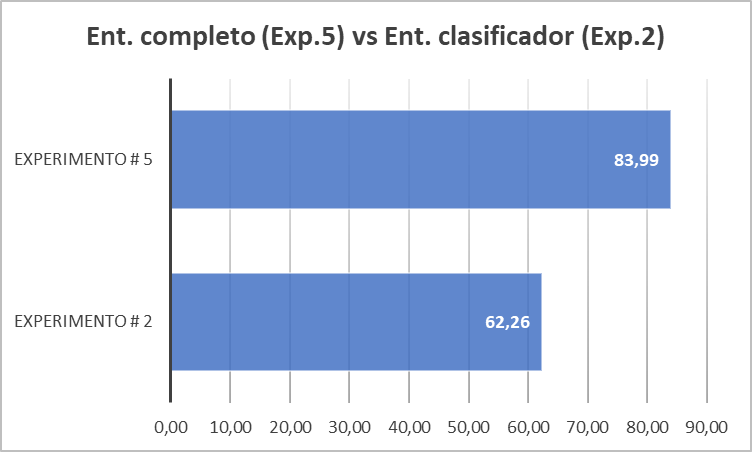 Ent. completo (Exp.5) vs Ent. clasificador (Exp.2)
EXPERIMENTO # 5
83,99
EXPERIMENTO # 2
62,26
0,00 10,00 20,00 30,00 40,00 50,00 60,00 70,00 80,00 90,00